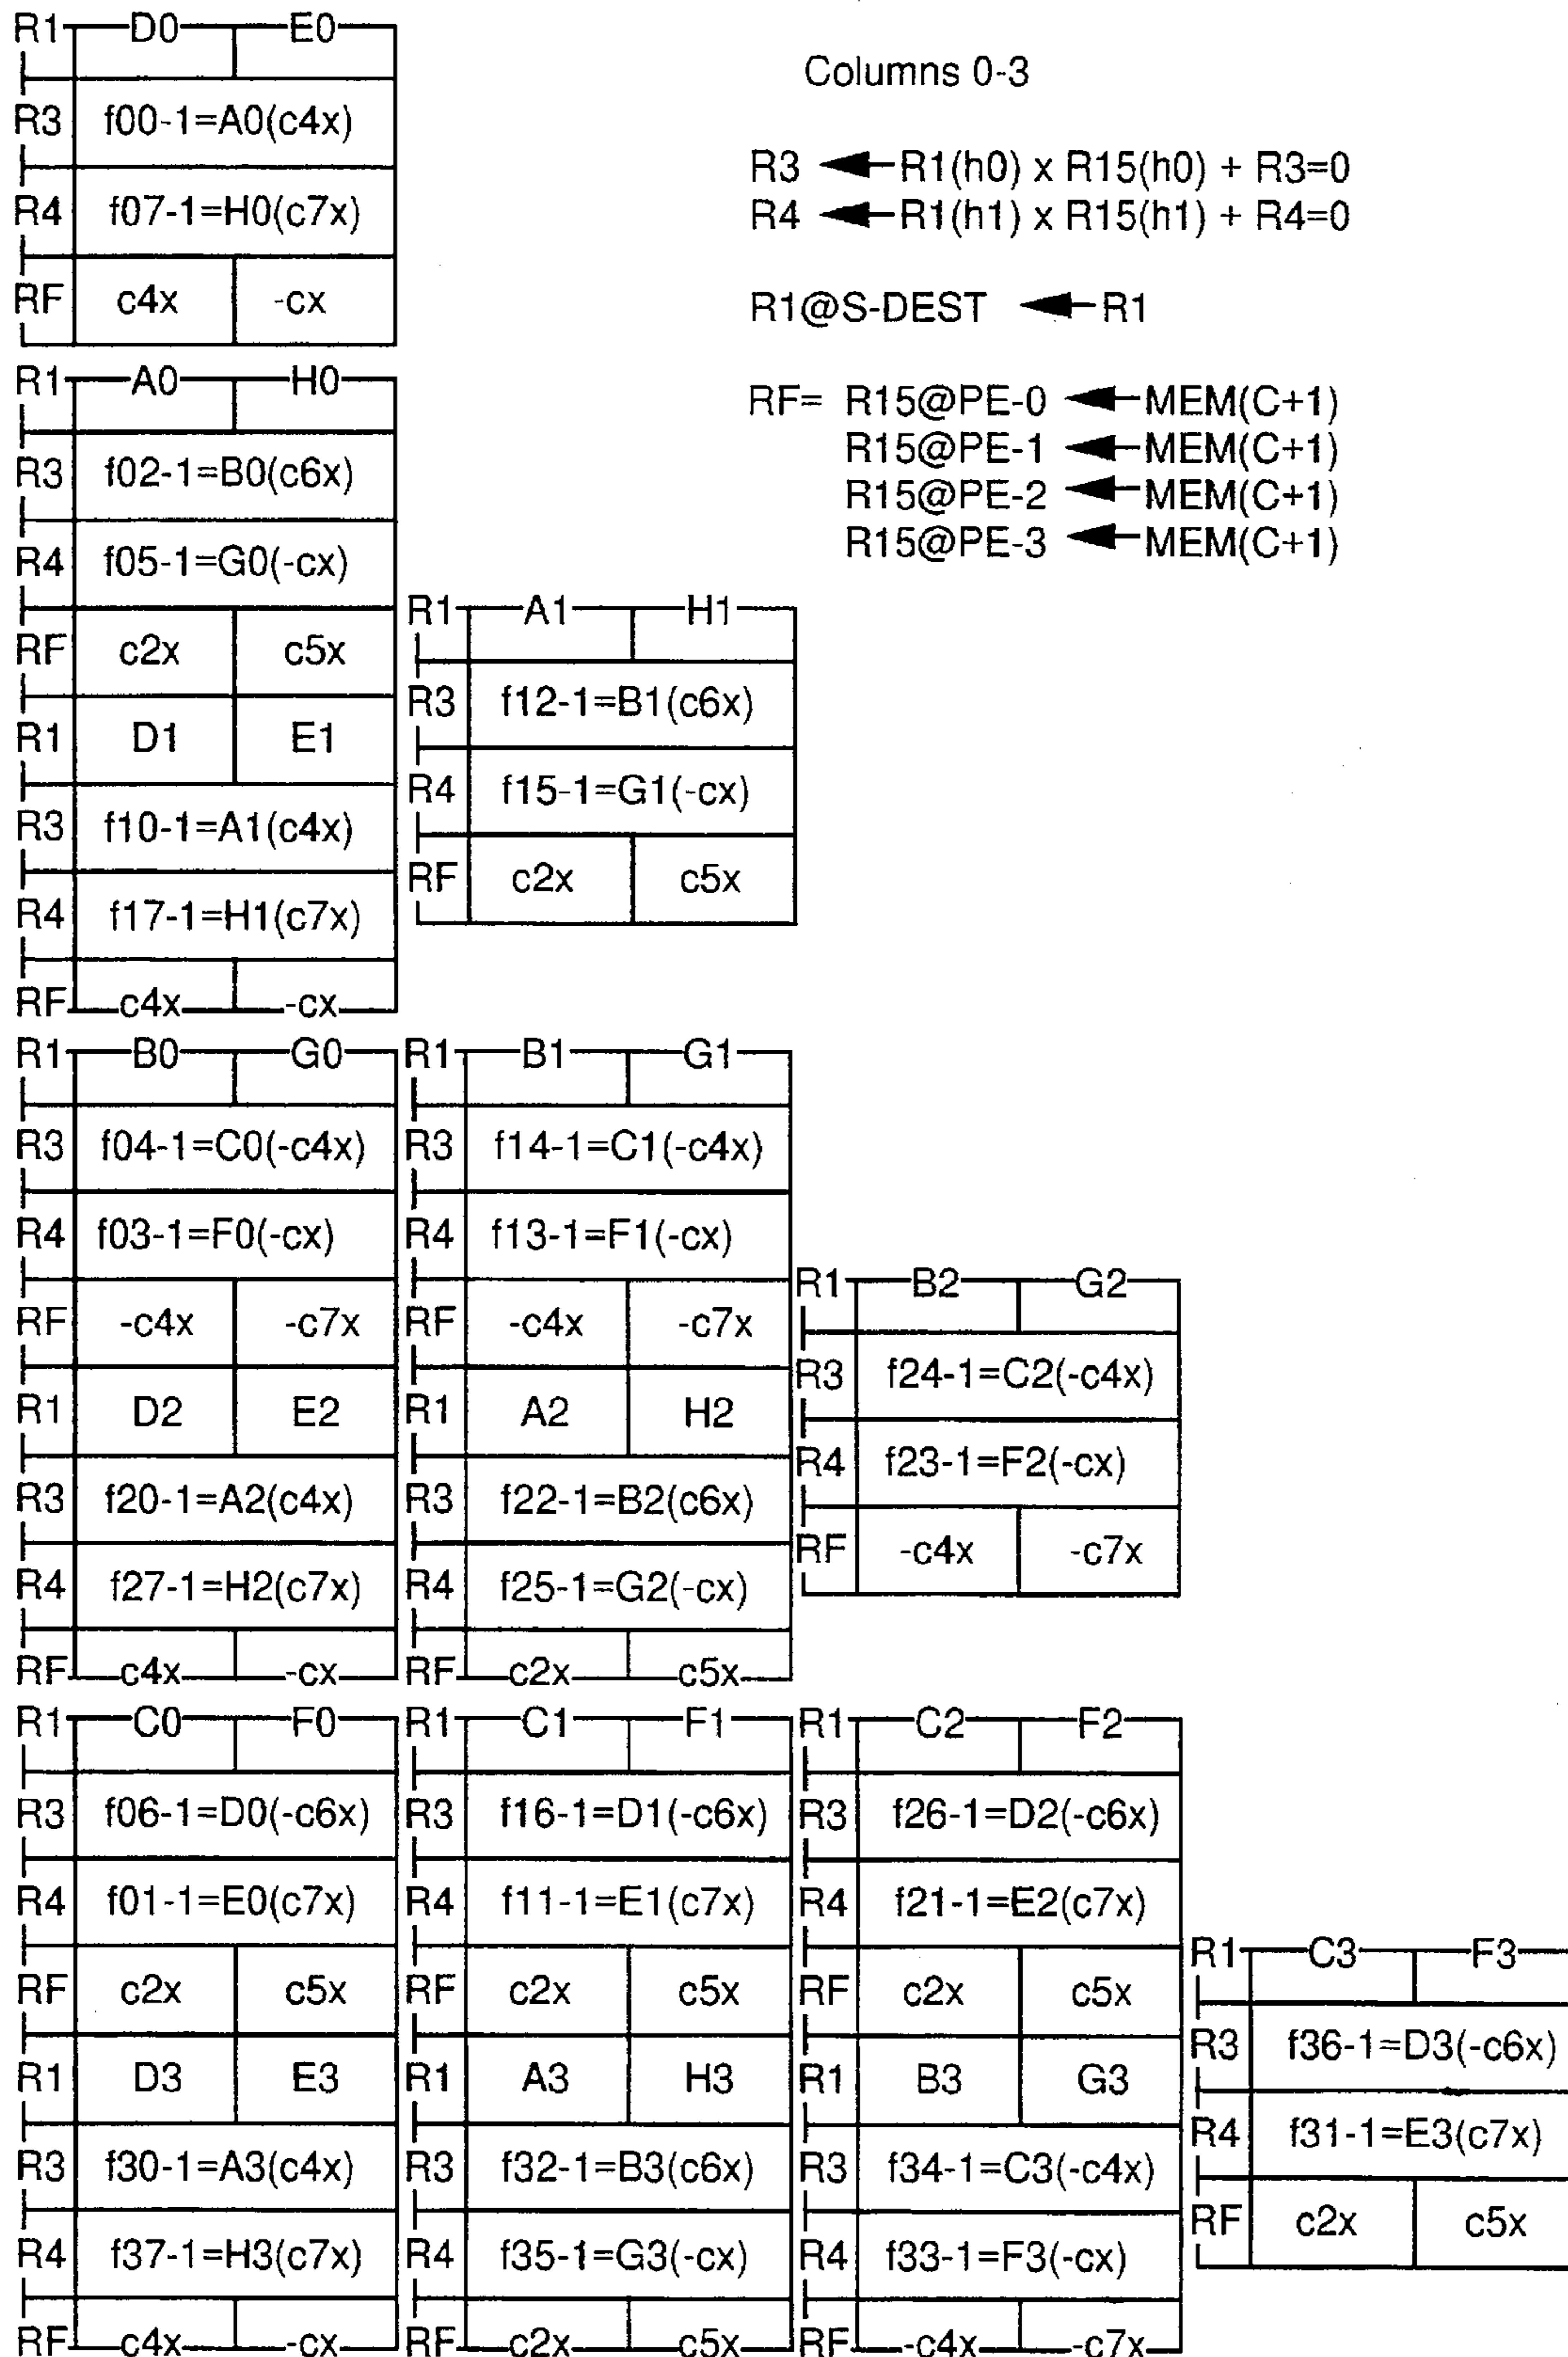 R1 D0 E0
R3 f00-1=A0(c4x)
R4 f07-1=H0(c7x)
RF c4x -cx
Columns 0-3
R3 ← R1(h0) x R15(h0) + R3=0
R4 ← R1(h1) x R15(h1) + R4=0
R1@S-DEST ← R1
RF= R15@PE-0 ← MEM(C+1)
R15@PE-1 ← MEM(C+1)
R15@PE-2 ← MEM(C+1)
R15@PE-3 ← MEM(C+1)
R1 A0 H0
R3 f02-1=B0(c6x)
R4 f05-1=G0(-cx)
RF c2x c5x
R1 D1 E1
R3 f10-1=A1(c4x)
R4 f17-1=H1(c7x)
RF c4x -cx
R1 A1 H1
R3 f12-1=B1(c6x)
R4 f15-1=G1(-cx)
RF c2x c5x
R1 B0 G0
R3 f04-1=C0(-c4x)
R4 f03-1=F0(-cx)
RF -c4x -c7x
R1 D2 E2
R3 f20-1=A2(c4x)
R4 f27-1=H2(c7x)
RF c4x -cx
R1 B1 G1
R3 f14-1=C1(-c4x)
R4 f13-1=F1(-cx)
RF -c4x -c7x
R1 A2 H2
R3 f22-1=B2(c6x)
R4 f25-1=G2(-cx)
RF c2x c5x
R1 B2 G2
R3 f24-1=C2(-c4x)
R4 f23-1=F2(-cx)
RF -c4x -c7x
R1 C0 F0
R3 f06-1=D0(-c6x)
R4 f01-1=E0(c7x)
RF c2x c5x
R1 D3 E3
R3 f30-1=A3(c4x)
R4 f37-1=H3(c7x)
RF c4x -cx
R1 C1 F1
R3 f16-1=D1(-c6x)
R4 f11-1=E1(c7x)
RF c2x c5x
R1 A3 H3
R3 f32-1=B3(c6x)
R4 f35-1=G3(-cx)
RF c2x c5x
R1 C2 F2
R3 f26-1=D2(-c6x)
R4 f21-1=E2(c7x)
RF c2x c5x
R1 B3 G3
R3 f34-1=C3(-c4x)
R4 f33-1=F3(-cx)
RF -c4x -c7x
R1 C3 F3
R3 f36-1=D3(-c6x)
R4 f31-1=E3(c7x)
RF c2x c5x